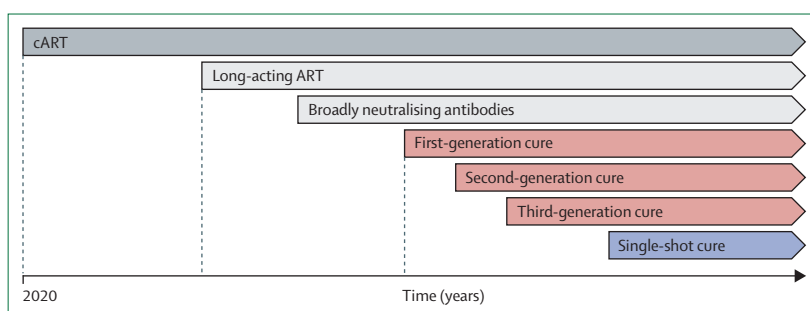 cART
Long-acting ART
Broadly neutralising antibodies
First-generation cure
Second-generation cure
Third-generation cure
Single-shot cure
2020
Time (years)